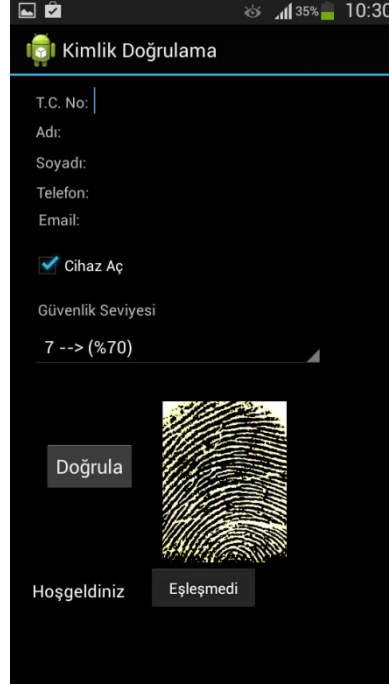 35% 10:30
Kimlik Doğrulama
T.C. No:
Adı:
Soyadı:
Telefon:
Email:
Cihaz Aç
Güvenlik Seviyesi
7 --> (%70)
Doğrula
Hoşgeldiniz Eşleşmedi